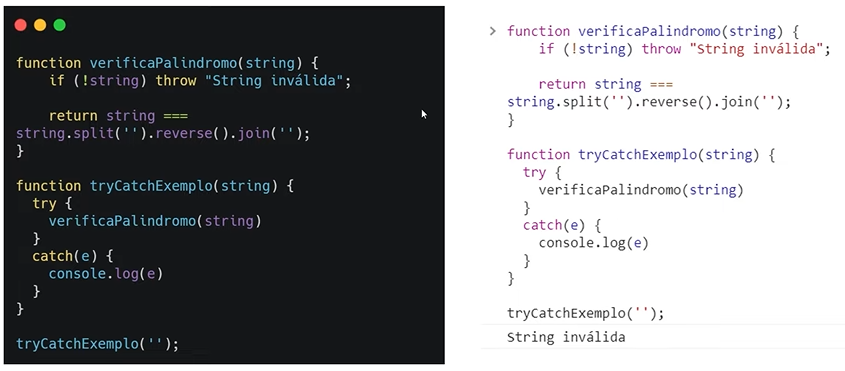 function verificaPalindromo(string) {
    if (!string) throw "String inválida";

    return string ===
string.split('').reverse().join('');
}

function tryCatchExemplo(string) {
  try {
    verificaPalindromo(string)
  }
  catch(e) {
    console.log(e)
  }
}

tryCatchExemplo('');

> function verificaPalindromo(string) {
    if (!string) throw "String inválida";

    return string ===
string.split('').reverse().join('');
}

function tryCatchExemplo(string) {
  try {
    verificaPalindromo(string)
  }
  catch(e) {
    console.log(e)
  }
}

tryCatchExemplo('');
String inválida